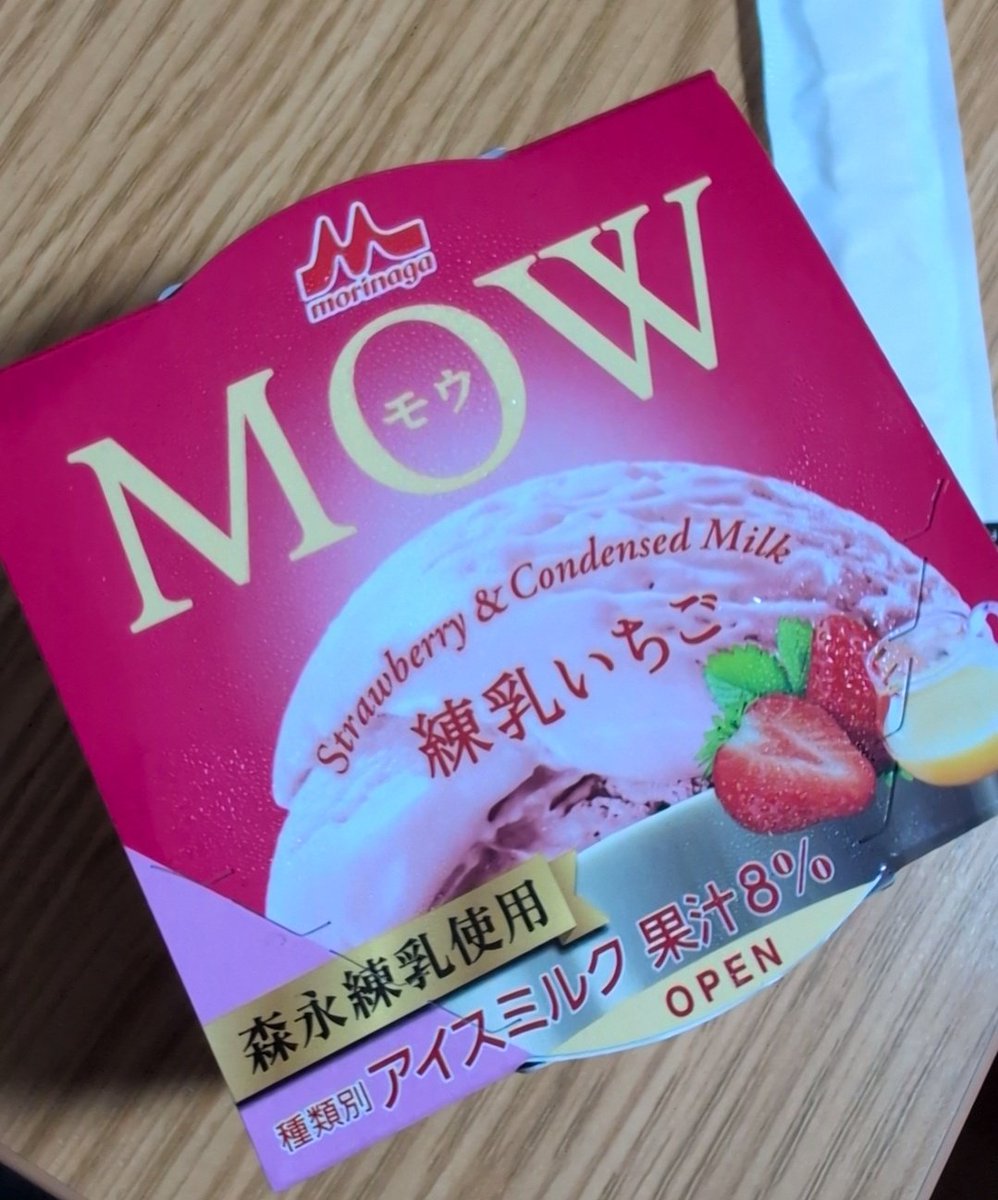 morinaga
MOW
モウ
Strawberry & Condensed Milk
練乳いちご
森永練乳使用
種類別 アイスミルク 果汁8%
OPEN